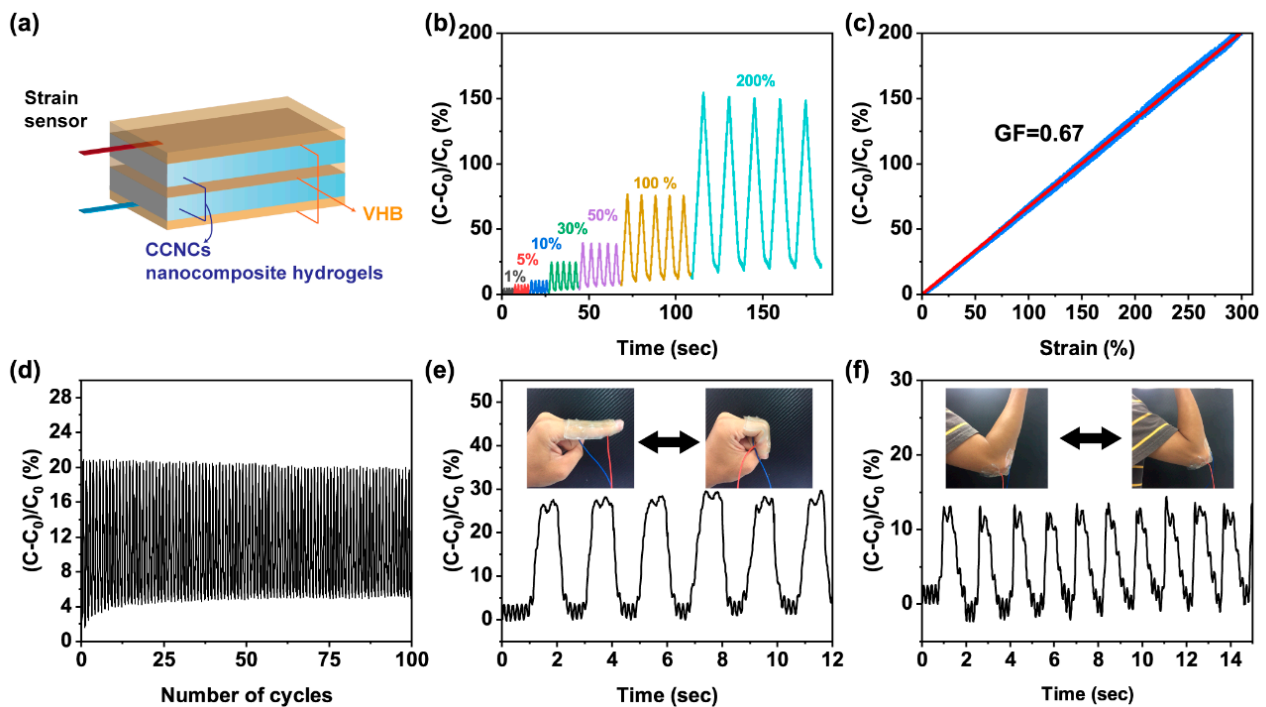 (a)
Strain
sensor
VHB
CCNCs
nanocomposite hydrogels
(b)
(C-C0)/C0 (%)
200
150
100
50
0
1%
5%
10%
30%
50%
100 %
200%
0 50 100 150
Time (sec)
(c)
(C-C0)/C0 (%)
200
150
100
50
0
GF=0.67
0 50 100 150 200 250 300
Strain (%)
(d)
(C-C0)/C0 (%)
28
24
20
16
12
8
4
0
0 25 50 75 100
Number of cycles
(e)
(C-C0)/C0 (%)
50
40
30
20
10
0
0 2 4 6 8 10 12
Time (sec)
(f)
(C-C0)/C0 (%)
30
20
10
0
0 2 4 6 8 10 12 14
Time (sec)